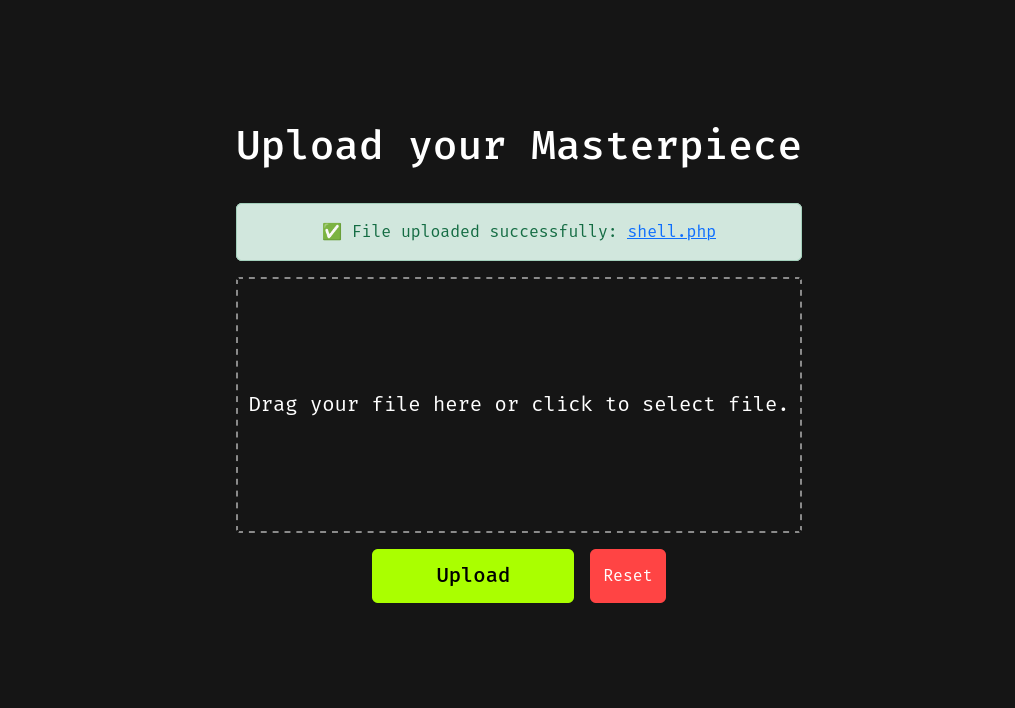 Upload your Masterpiece
✅ File uploaded successfully: shell.php
Drag your file here or click to select file.
Upload
Reset